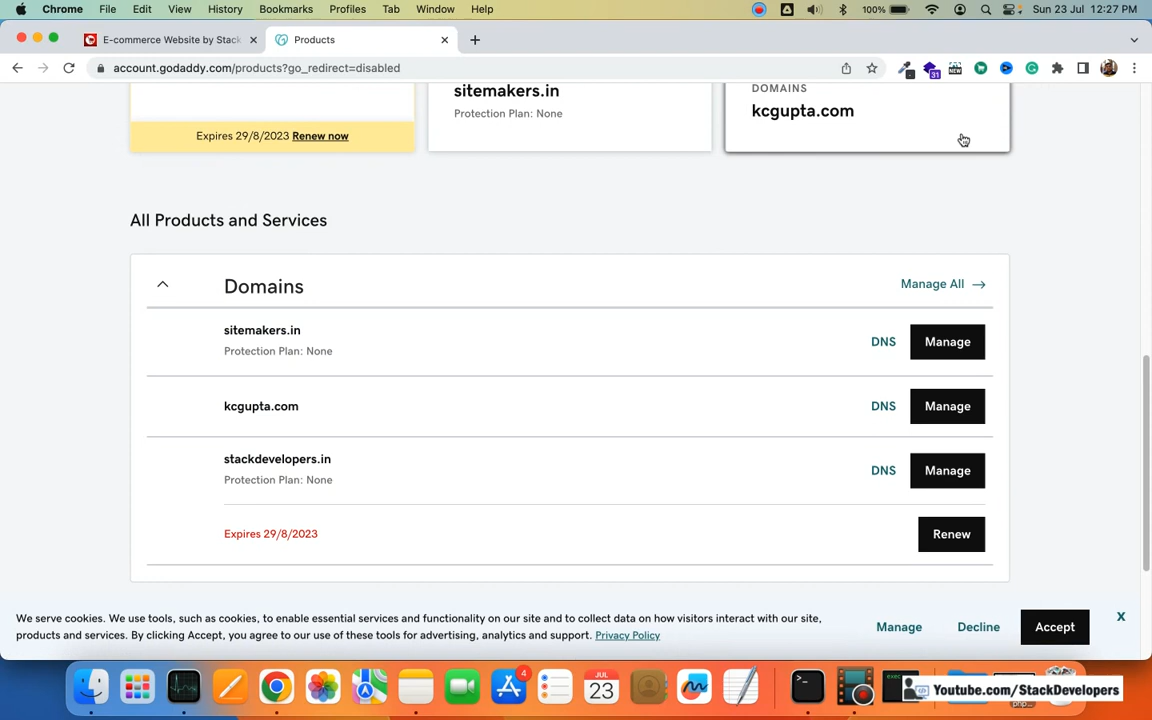 Chrome File Edit View History Bookmarks Profiles Tab Window Help 100% Sun 23 Jul 12:27 PM
E-commerce Website by Stack Products
account.godaddy.com/products?go_redirect=disabled
31 NEW
DOMAINS
sitemakers.in
kcgupta.com
Protection Plan: None
Expires 29/8/2023 Renew now
All Products and Services
Domains Manage All →
sitemakers.in
Protection Plan: None
DNS Manage
kcgupta.com DNS Manage
stackdevelopers.in
Protection Plan: None
DNS Manage
Expires 29/8/2023 Renew
We serve cookies. We use tools, such as cookies, to enable essential services and functionality on our site and to collect data on how visitors interact with our site,
products and services. By clicking Accept, you agree to our use of these tools for advertising, analytics and support. Privacy Policy
Manage Decline Accept X
4
JUL
23
Youtube.com/StackDevelopers